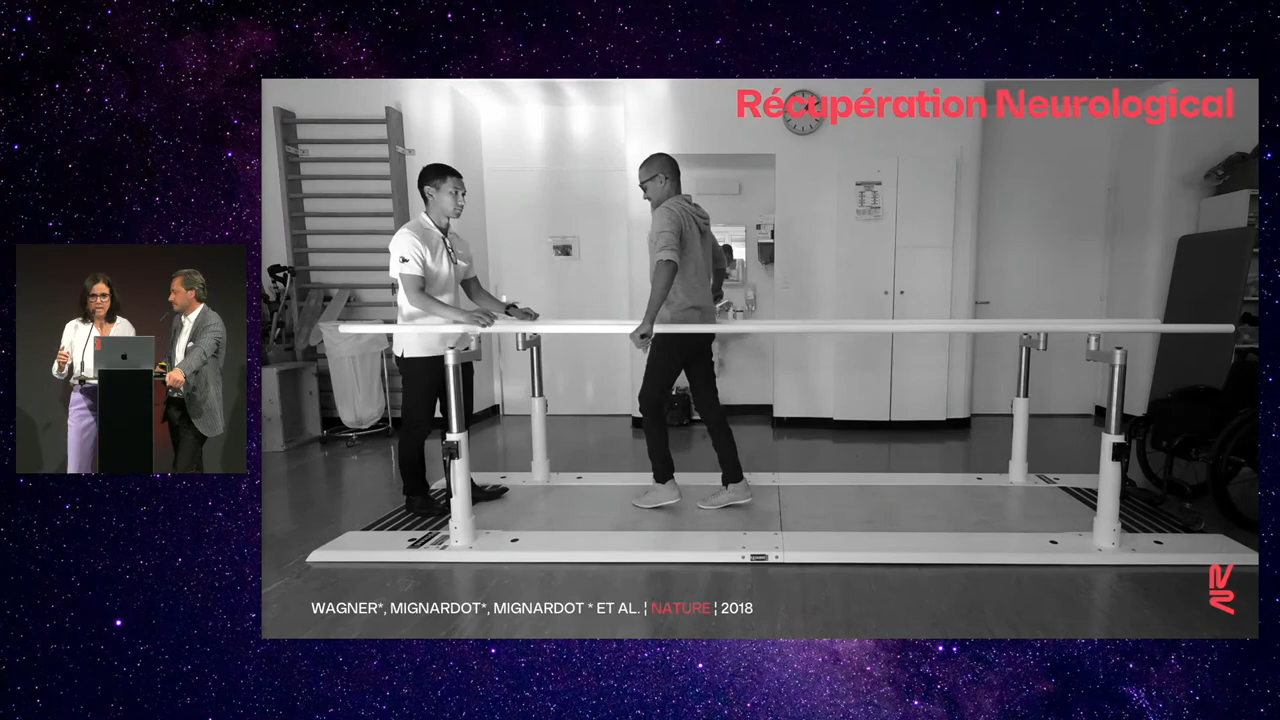 Récupération Neurological
WAGNER*, MIGNARDOT*, MIGNARDOT * ET AL. ¦ NATURE ¦ 2018